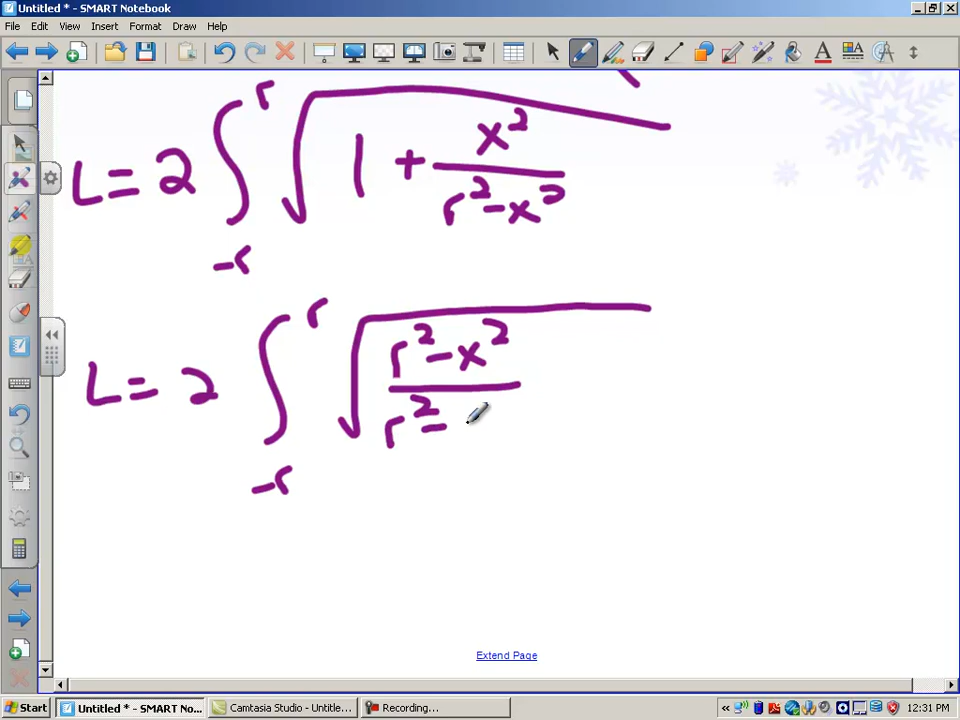 Untitled * - SMART Notebook
File Edit View Insert Format Draw Help
L = 2 ∫_{-r}^{r} √(1 + x²/(r²-x²))
L = 2 ∫_{-r}^{r} √((r²-x²)/(r²-
Extend Page
Start Untitled * - SMART No... Camtasia Studio - Untitle... Recording... « 12:31 PM